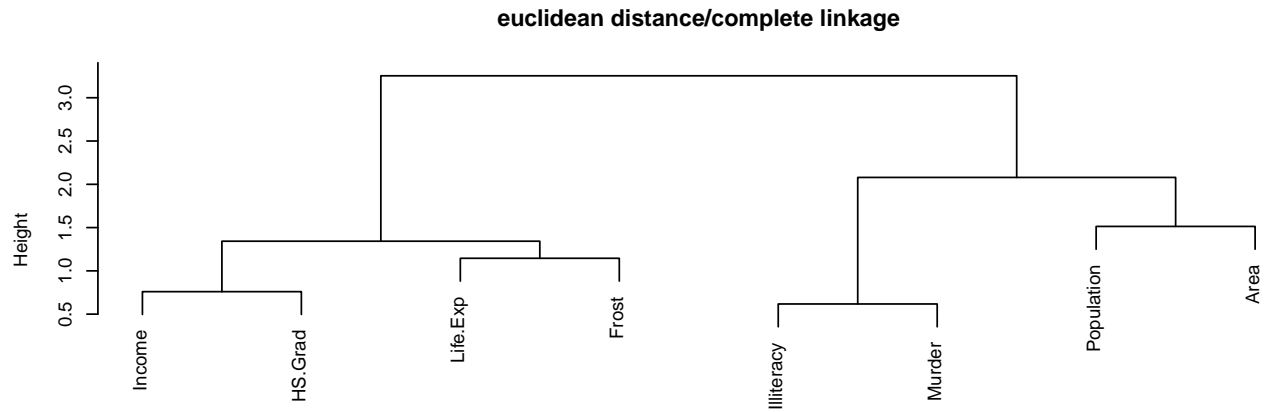 euclidean distance/complete linkage
Height
3.0
2.5
2.0
1.5
1.0
0.5
Income
HS.Grad
Life.Exp
Frost
Illiteracy
Murder
Population
Area